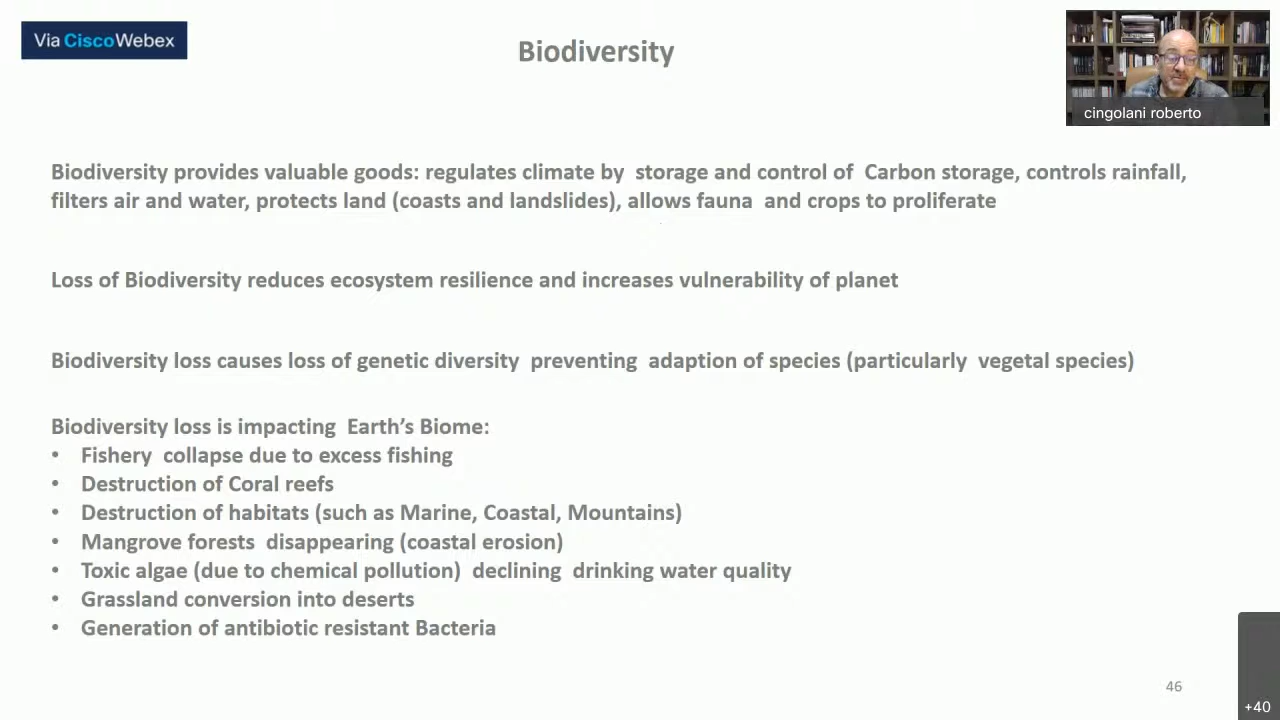 Via CiscoWebex
Biodiversity
cingolani roberto
Biodiversity provides valuable goods: regulates climate by storage and control of Carbon storage, controls rainfall,
filters air and water, protects land (coasts and landslides), allows fauna and crops to proliferate
Loss of Biodiversity reduces ecosystem resilience and increases vulnerability of planet
Biodiversity loss causes loss of genetic diversity preventing adaption of species (particularly vegetal species)
Biodiversity loss is impacting Earth’s Biome:
• Fishery collapse due to excess fishing
• Destruction of Coral reefs
• Destruction of habitats (such as Marine, Coastal, Mountains)
• Mangrove forests disappearing (coastal erosion)
• Toxic algae (due to chemical pollution) declining drinking water quality
• Grassland conversion into deserts
• Generation of antibiotic resistant Bacteria
46
+40